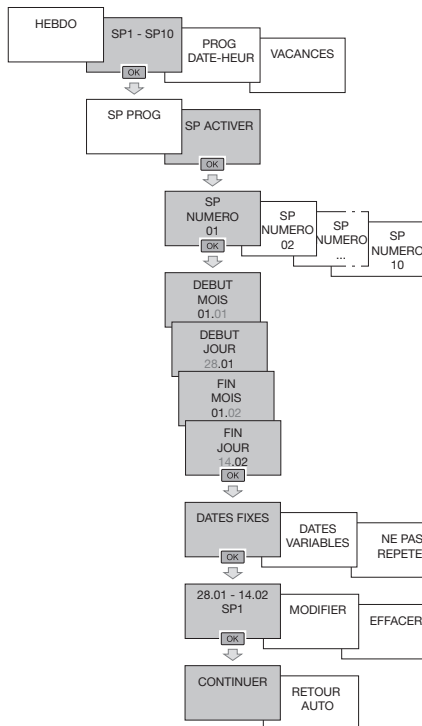 HEBDO
SP1 - SP10
PROG
DATE-HEUR
VACANCES
OK
SP PROG
SP ACTIVER
OK
SP
NUMERO
01
SP
NUMERO
02
SP
NUMERO
...
SP
NUMERO
10
OK
DEBUT
MOIS
01.01
DEBUT
JOUR
28.01
FIN
MOIS
01.02
FIN
JOUR
14.02
OK
DATES FIXES
DATES
VARIABLES
NE PAS
REPETE
OK
28.01 - 14.02
SP1
MODIFIER
EFFACER
OK
CONTINUER
RETOUR
AUTO